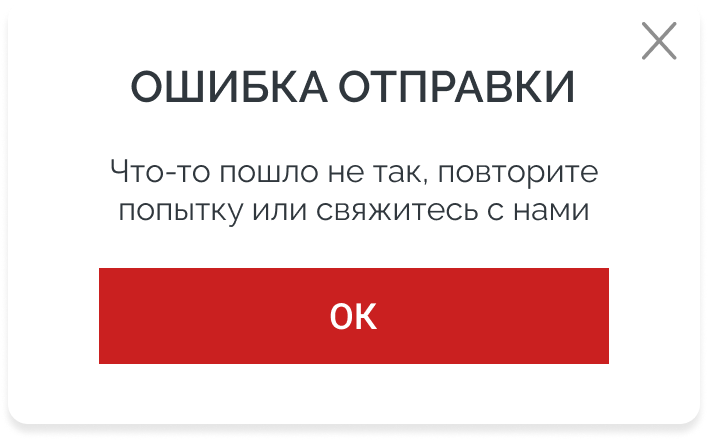 ОШИБКА ОТПРАВКИ
Что-то пошло не так, повторите
попытку или свяжитесь с нами
ОК